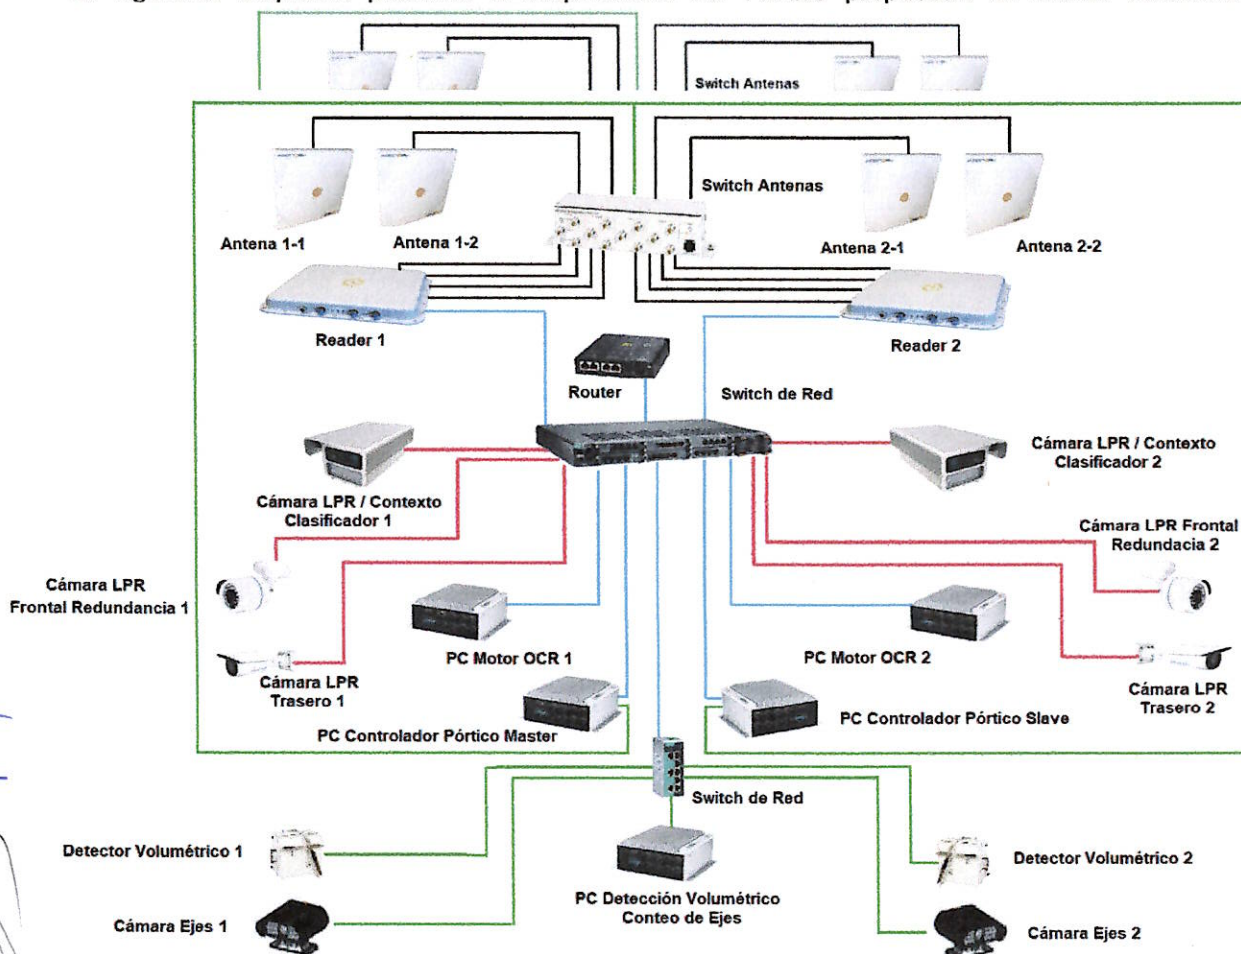 Switch Antenas
Switch Antenas
Antena 1-1
Antena 1-2
Antena 2-1
Antena 2-2
Reader 1
Reader 2
Router
Switch de Red
Cámara LPR / Contexto
Clasificador 1
Cámara LPR / Contexto
Clasificador 2
Cámara LPR Frontal
Redundacia 2
Cámara LPR
Frontal Redundancia 1
PC Motor OCR 1
PC Motor OCR 2
Cámara LPR
Trasero 1
Cámara LPR
Trasero 2
PC Controlador Pórtico Master
PC Controlador Pórtico Slave
Switch de Red
Detector Volumétrico 1
Detector Volumétrico 2
PC Detección Volumétrico
Conteo de Ejes
Cámara Ejes 1
Cámara Ejes 2